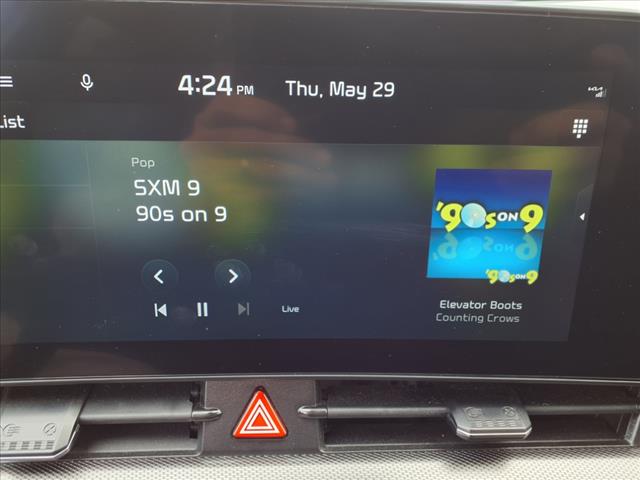 4:24 PM Thu, May 29
KIA
List
Pop
SXM 9
90s on 9
'90s ON 9
'90s ON 9
Live
Elevator Boots
Counting Crows